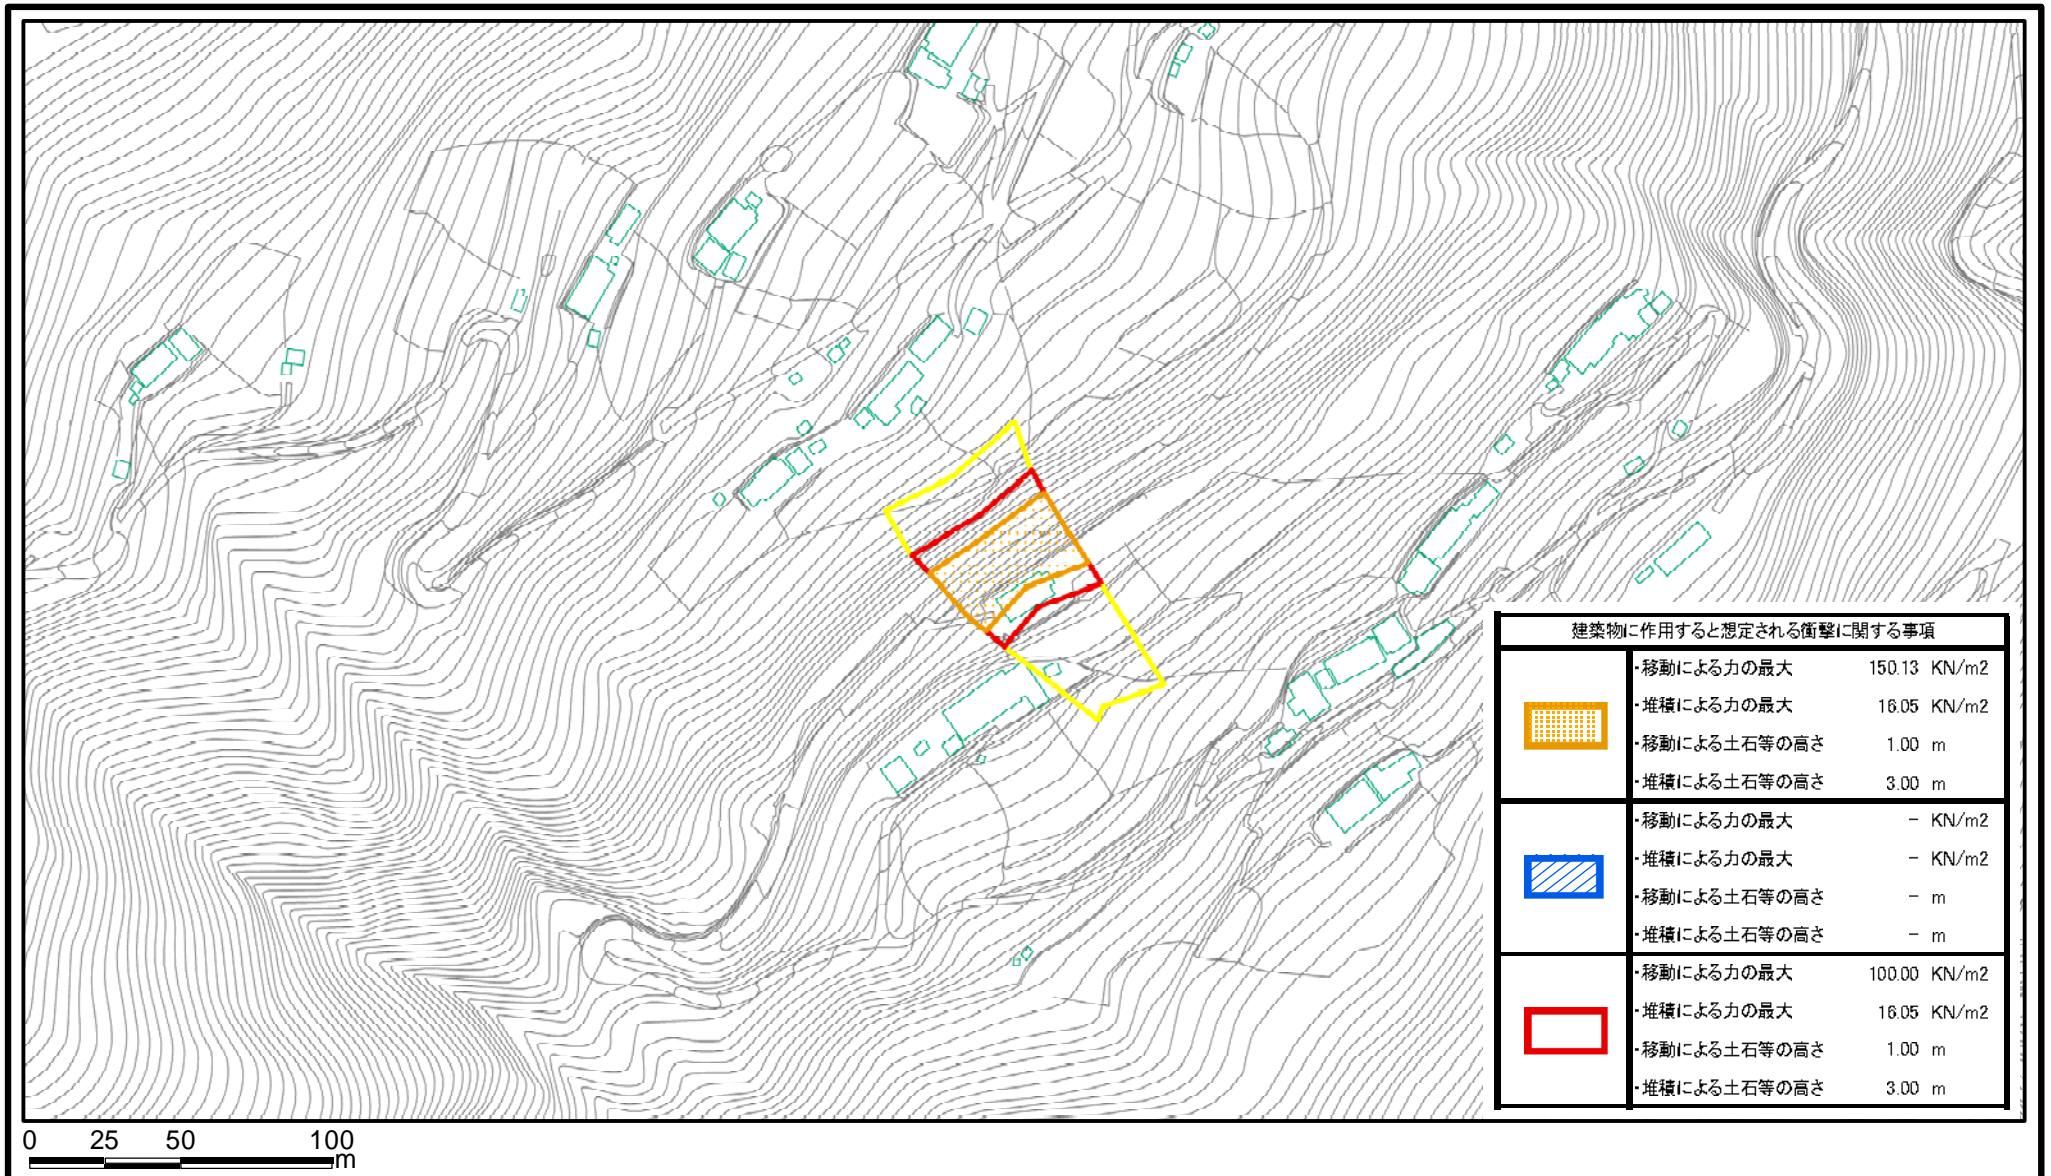 建築物に作用すると想定される衝撃に関する事項
・移動による力の最大 150.13 KN/m2
・堆積による力の最大 16.05 KN/m2
・移動による土石等の高さ 1.00 m
・堆積による土石等の高さ 3.00 m
・移動による力の最大 - KN/m2
・堆積による力の最大 - KN/m2
・移動による土石等の高さ - m
・堆積による土石等の高さ - m
・移動による力の最大 100.00 KN/m2
・堆積による力の最大 16.05 KN/m2
・移動による土石等の高さ 1.00 m
・堆積による土石等の高さ 3.00 m
0 25 50 100
m